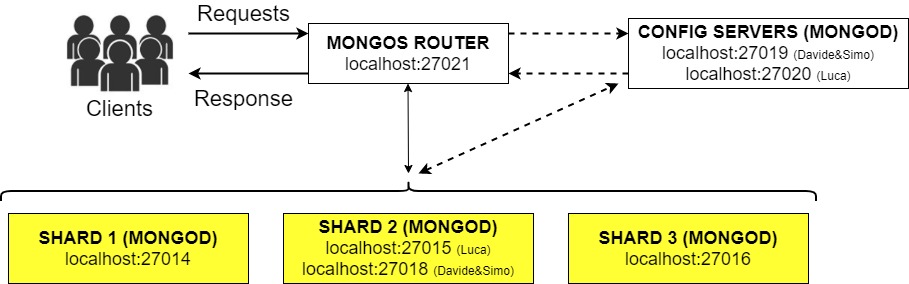 Requests
MONGOS ROUTER
localhost:27021
CONFIG SERVERS (MONGOD)
localhost:27019 (Davide&Simo)
localhost:27020 (Luca)
Response
Clients
SHARD 1 (MONGOD)
localhost:27014
SHARD 2 (MONGOD)
localhost:27015 (Luca)
localhost:27018 (Davide&Simo)
SHARD 3 (MONGOD)
localhost:27016